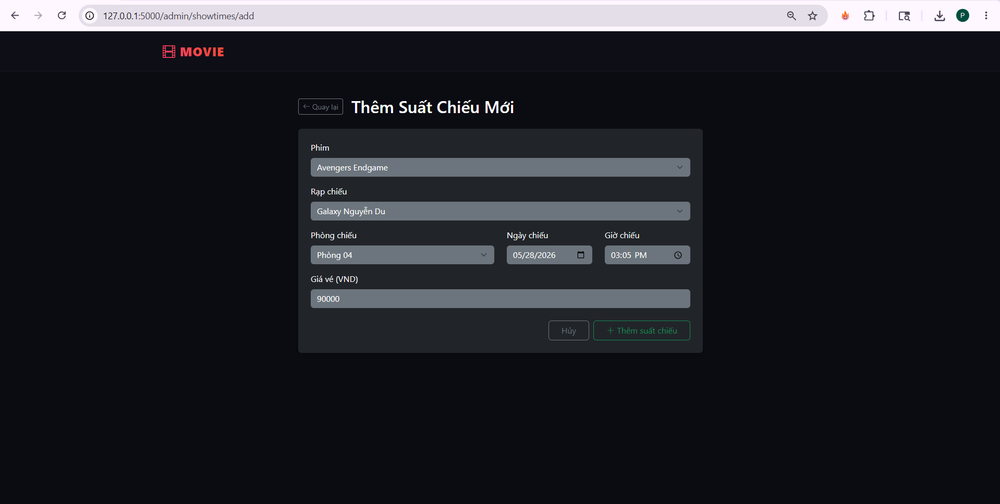 127.0.0.1:5000/admin/showtimes/add
P
MOVIE
← Quay lại
Thêm Suất Chiếu Mới
Phim
Avengers Endgame
Rạp chiếu
Galaxy Nguyễn Du
Phòng chiếu Ngày chiếu Giờ chiếu
Phòng 04 05/28/2026 03:05 PM
Giá vé (VND)
90000
Hủy + Thêm suất chiếu